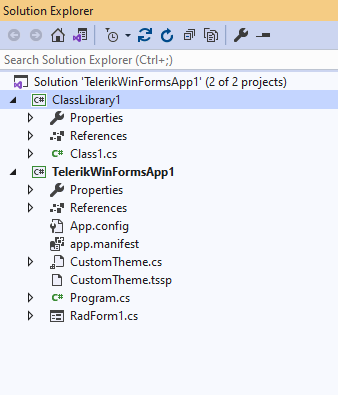 Solution Explorer
Search Solution Explorer (Ctrl+;)
Solution 'TelerikWinFormsApp1' (2 of 2 projects)
C# ClassLibrary1
Properties
References
C# Class1.cs
C# TelerikWinFormsApp1
Properties
References
App.config
app.manifest
CustomTheme.cs
CustomTheme.tssp
C# Program.cs
RadForm1.cs